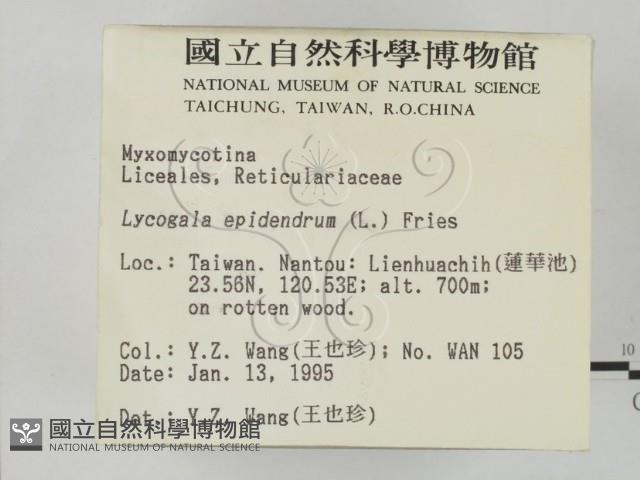 國立自然科學博物館
NATIONAL MUSEUM OF NATURAL SCIENCE
TAICHUNG, TAIWAN, R.O.CHINA
Myxomycotina
Liceales, Reticulariaceae
Lycogala epidendrum (L.) Fries
Loc.: Taiwan. Nantou: Lienhuachih(蓮華池)
23.56N, 120.53E; alt. 700m;
on rotten wood.
Col.: Y.Z. Wang(王也珍); No. WAN 105
Date: Jan. 13, 1995
Det.: Y.Z. Wang(王也珍)
國立自然科學博物館
NATIONAL MUSEUM OF NATURAL SCIENCE
10